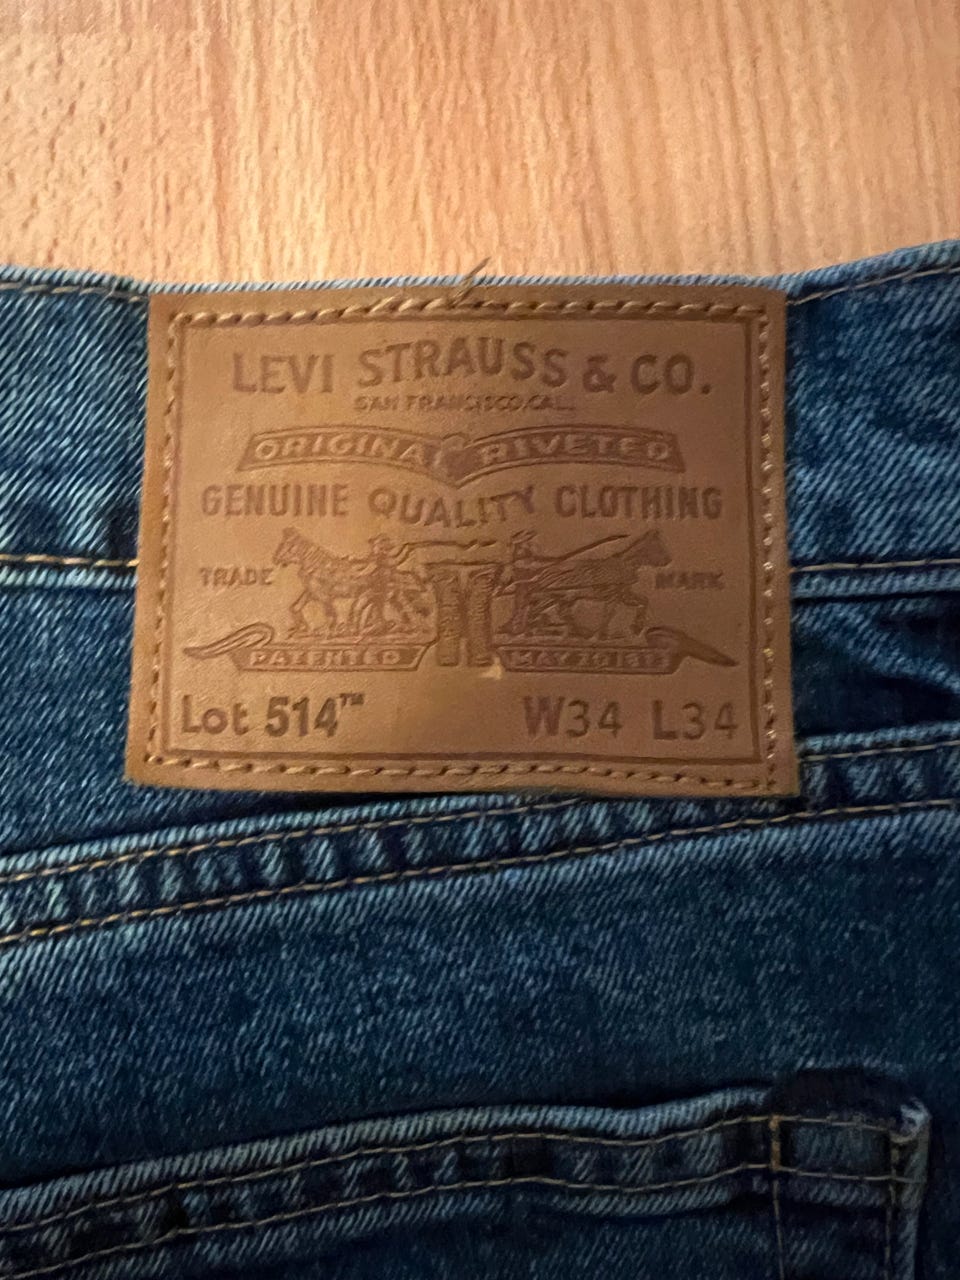 LEVI STRAUSS & CO.
SAN FRANCISCO, CAL.
ORIGINAL RIVETED
GENUINE QUALITY CLOTHING
TRADE MARK
PATENTED MAY 20 1873
Lot 514™ W34 L34